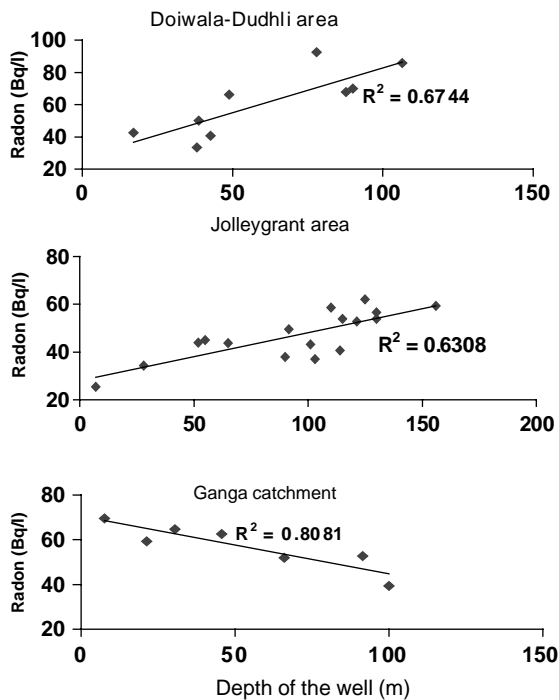 Doiwala-Dudhli area
Radon (Bq/l)
100
80
60
40
20
R² = 0.6744
0 50 100 150
Jolleygrant area
Radon (Bq/l)
80
60
40
20
R² = 0.6308
0 50 100 150 200
Ganga catchment
Radon (Bq/l)
80
60
40
20
R² = 0.8081
0 50 100 150
Depth of the well (m)